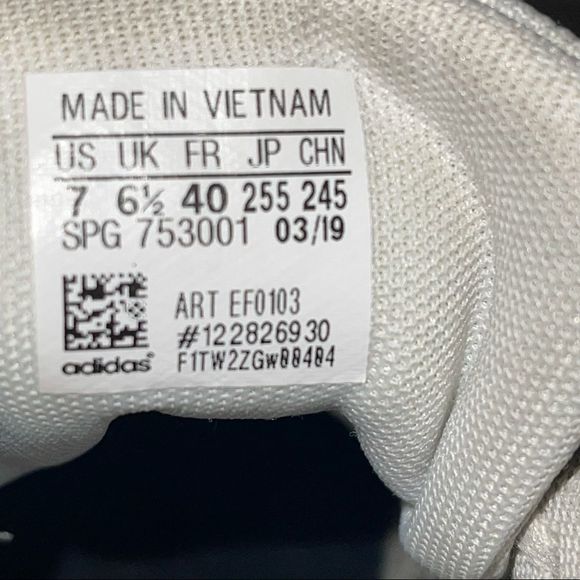 MADE IN VIETNAM
US UK FR JP CHN
7 6½ 40 255 245
SPG 753001 03/19
ART EF0103
#122826930
adidas F1TW2ZGW00404